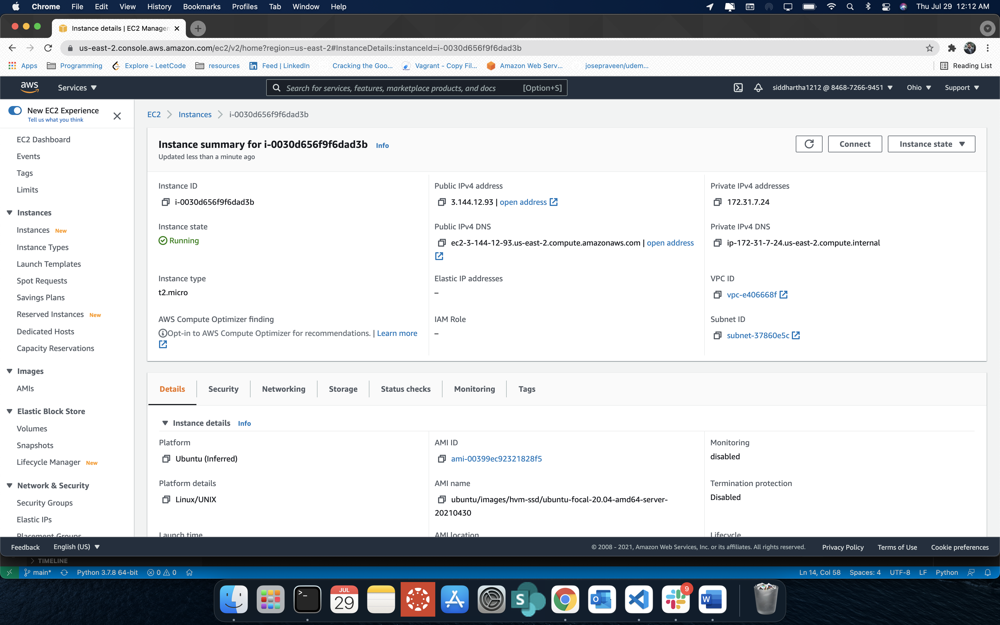 Chrome File Edit View History Bookmarks Profiles Tab Window Help Thu Jul 29 12:12 AM
Instance details | EC2 Manager
us-east-2.console.aws.amazon.com/ec2/v2/home?region=us-east-2#InstanceDetails:instanceId=i-0030d656f9f6dad3b
Apps Programming Explore - LeetCode resources Feed | LinkedIn Cracking the Goo... Vagrant - Copy Fil... Amazon Web Serv... josepraveen/udem... Reading List
aws Services Search for services, features, marketplace products, and docs [Option+S] siddhartha1212 @ 8468-7266-9451 Ohio Support
New EC2 Experience
Tell us what you think
EC2 Dashboard
Events
Tags
Limits
Instances
Instances New
Instance Types
Launch Templates
Spot Requests
Savings Plans
Reserved Instances New
Dedicated Hosts
Capacity Reservations
Images
AMIs
Elastic Block Store
Volumes
Snapshots
Lifecycle Manager New
Network & Security
Security Groups
Elastic IPs
Placement Groups
EC2 Instances i-0030d656f9f6dad3b
Instance summary for i-0030d656f9f6dad3b Info
Updated less than a minute ago
Connect Instance state
Instance ID
i-0030d656f9f6dad3b
Public IPv4 address
3.144.12.93 | open address
Private IPv4 addresses
172.31.7.24
Instance state
Running
Public IPv4 DNS
ec2-3-144-12-93.us-east-2.compute.amazonaws.com | open address
Private IPv4 DNS
ip-172-31-7-24.us-east-2.compute.internal
Instance type
t2.micro
Elastic IP addresses
–
VPC ID
vpc-e406668f
AWS Compute Optimizer finding
Opt-in to AWS Compute Optimizer for recommendations. | Learn more
IAM Role
–
Subnet ID
subnet-37860e5c
Details Security Networking Storage Status checks Monitoring Tags
Instance details Info
Platform
Ubuntu (Inferred)
AMI ID
ami-00399ec92321828f5
Monitoring
disabled
Platform details
Linux/UNIX
AMI name
ubuntu/images/hvm-ssd/ubuntu-focal-20.04-amd64-server-
20210430
Termination protection
Disabled
Launch time
AMI location
Lifecycle
Feedback English (US) © 2008 - 2021, Amazon Web Services, Inc. or its affiliates. All rights reserved. Privacy Policy Terms of Use Cookie preferences
TIMELINE
main* Python 3.7.8 64-bit 0 0 Ln 14, Col 58 Spaces: 4 UTF-8 LF Python
JUL
29
S
O
9
W